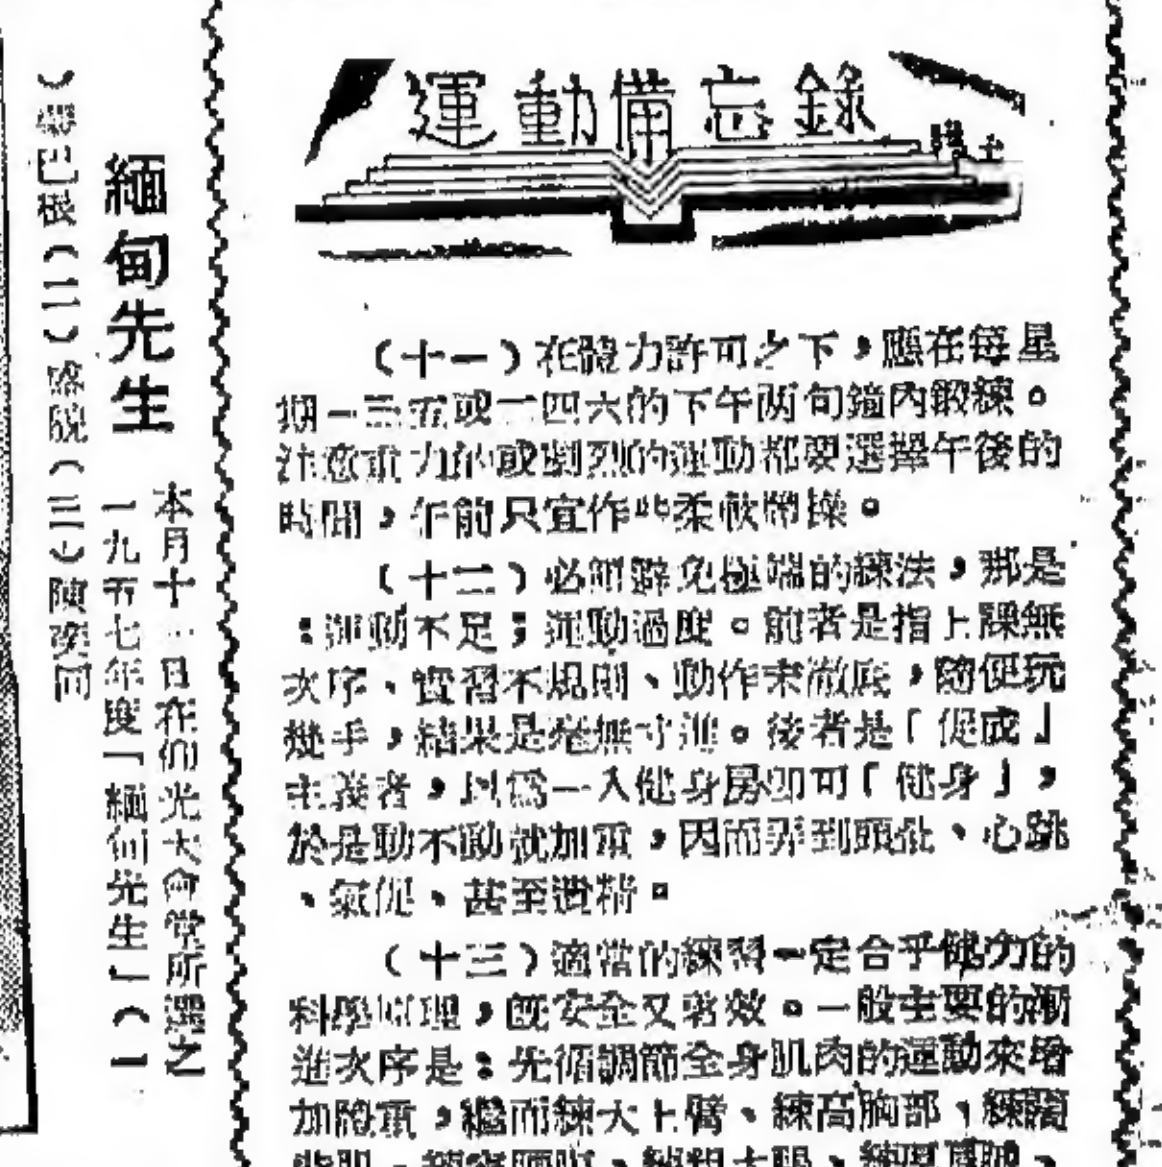 運動備忘錄
（十一）在體力許可之下，應在每星
期一三五或二四六的下午兩句鐘內鍛練。
注意重力的或劇烈的運動都要選擇午後的
時間，午前只宜作些柔軟體操。
（十二）必須避免極端的練法，那是
：運動不足；運動過度。前者是指上課無
次序、實習不規則、動作未澈底，隨便玩
幾手，結果是毫無寸進。後者是「促成」
主義者，以為一入健身房即可「健身」，
於是動不動就加重，因而弄到頭、心跳
、氣促、甚至遺精。
（十三）適當的練習一定合乎健力的
科學原理，既安全又著效。一般主要的漸
進次序是：先循調節全身肌肉的運動來增
加體重，繼而練大上臂、練高胸部、練闊
緬甸先生
本月十一日在仰光大會堂所選之
一九五七年度「緬甸先生」（一
）巴根（二）貌（三）陳